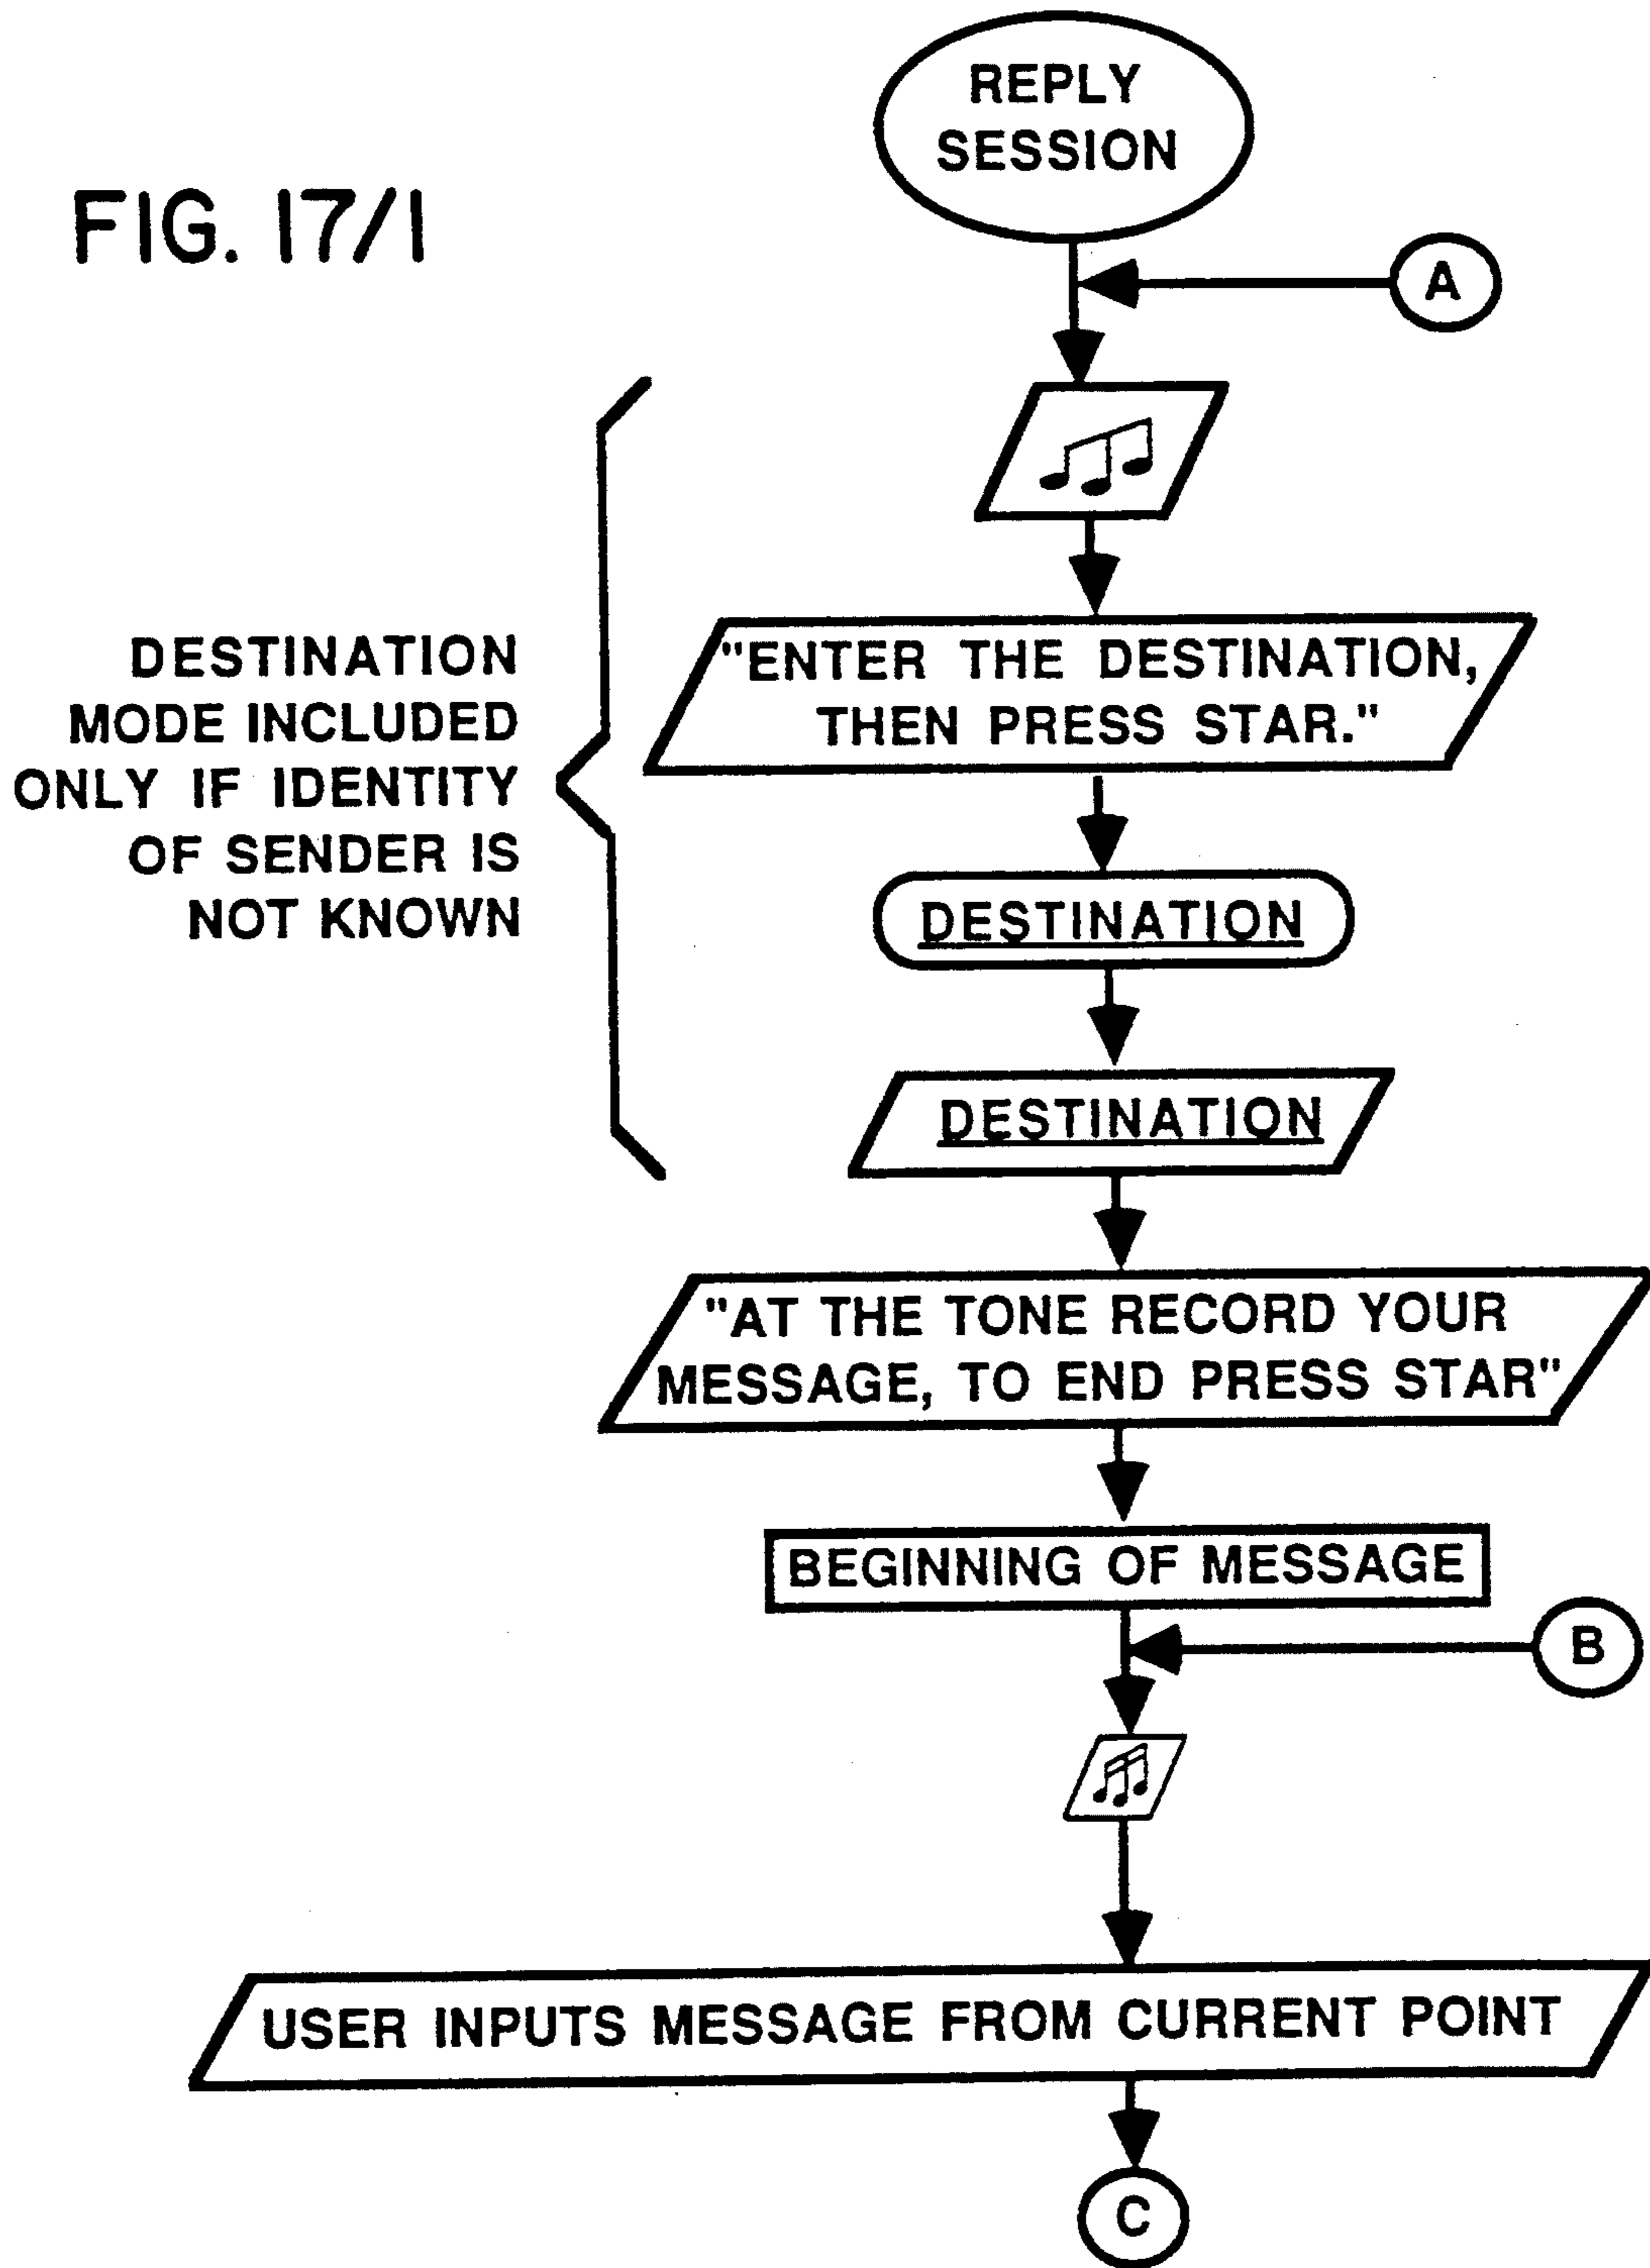 FIG. 17/1
REPLY
SESSION
A
DESTINATION
MODE INCLUDED
ONLY IF IDENTITY
OF SENDER IS
NOT KNOWN
"ENTER THE DESTINATION,
THEN PRESS STAR."
DESTINATION
DESTINATION
"AT THE TONE RECORD YOUR
MESSAGE, TO END PRESS STAR"
BEGINNING OF MESSAGE
B
USER INPUTS MESSAGE FROM CURRENT POINT
C